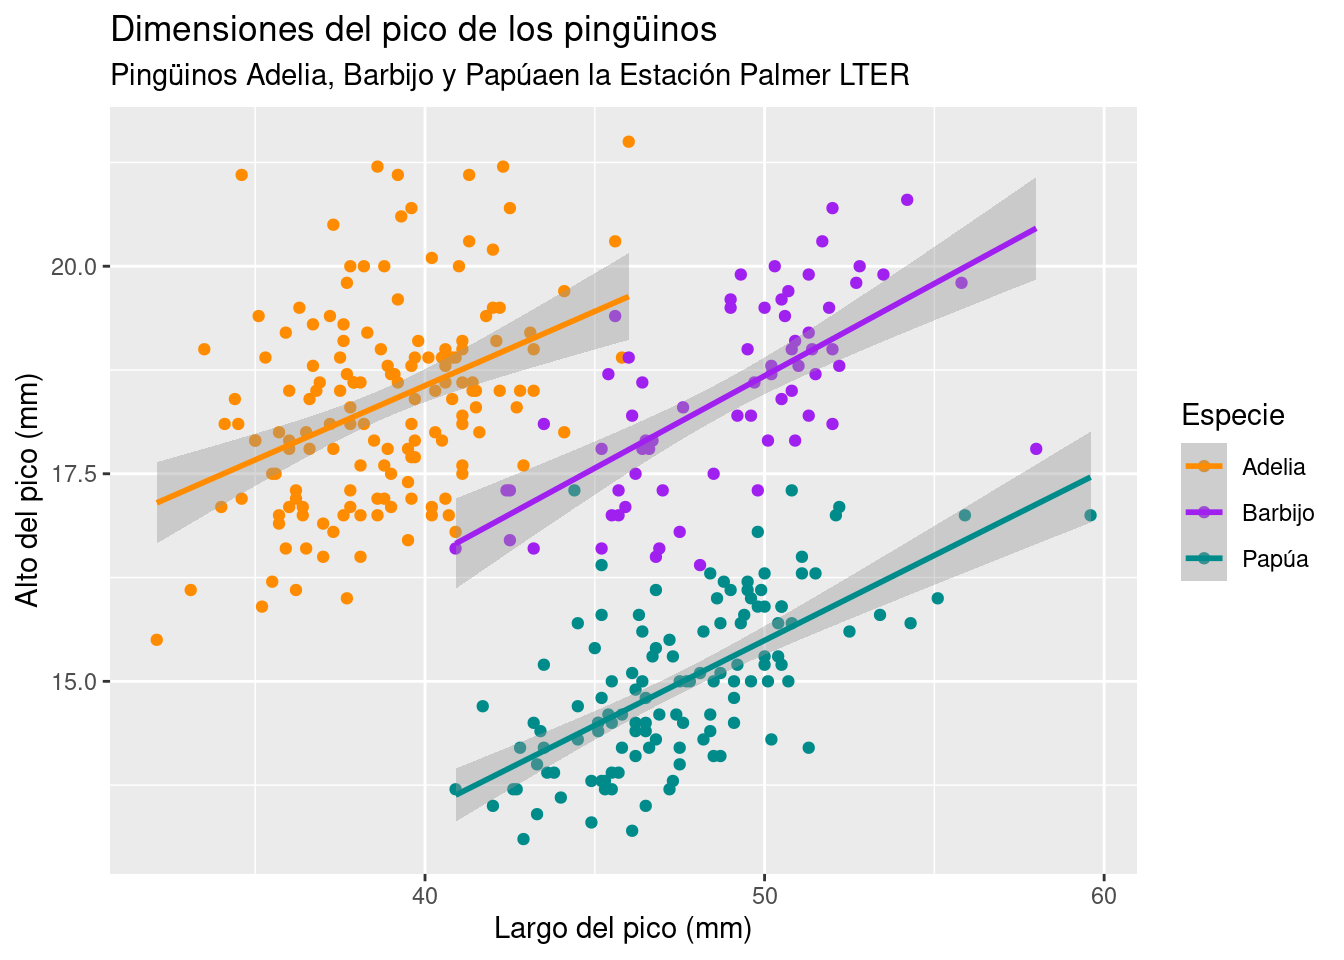 Dimensiones del pico de los pingüinos
Pingüinos Adelia, Barbijo y Papúaen la Estación Palmer LTER
20.0
17.5
15.0
Alto del pico (mm)
40
50
60
Largo del pico (mm)
Especie
Adelia
Barbijo
Papúa